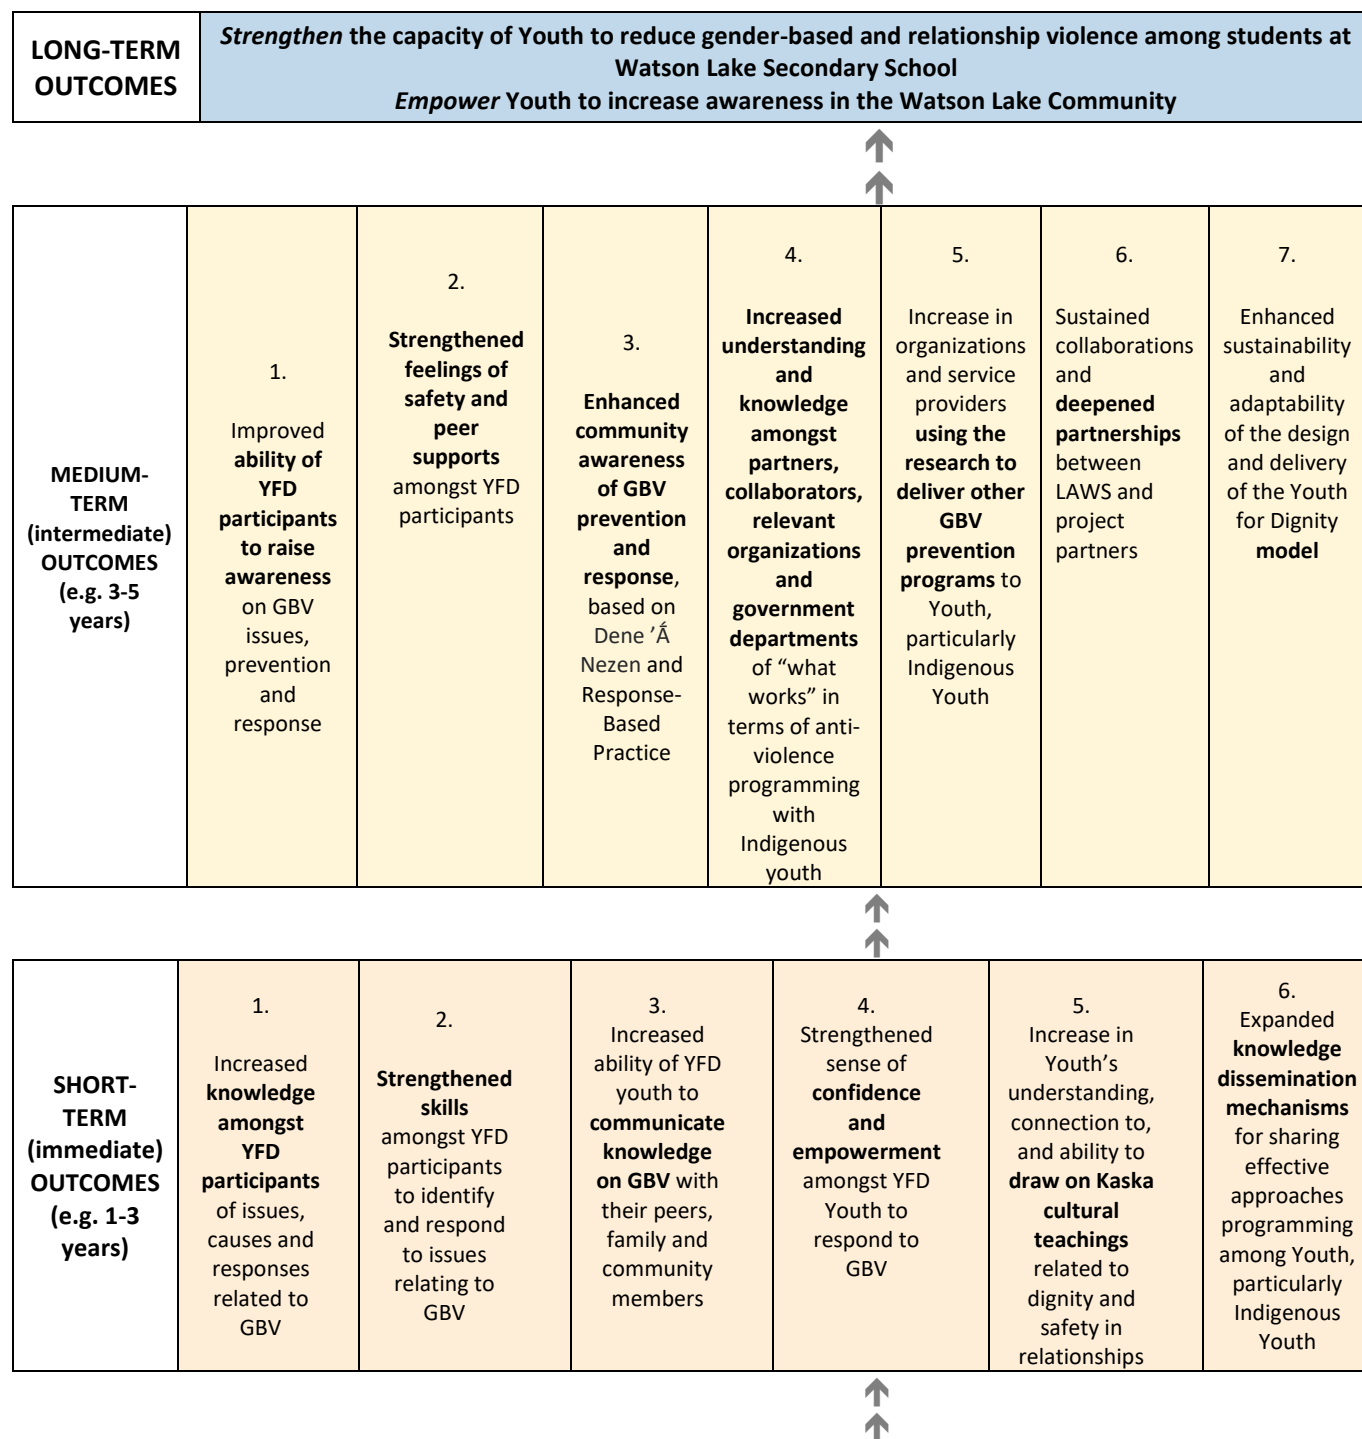 LONG-TERM
OUTCOMES
Strengthen the capacity of Youth to reduce gender-based and relationship violence among students at
Watson Lake Secondary School
Empower Youth to increase awareness in the Watson Lake Community
MEDIUM-
TERM
(intermediate)
OUTCOMES
(e.g. 3-5
years)
1.
Improved
ability of
YFD
participants
to raise
awareness
on GBV
issues,
prevention
and
response
2.
Strengthened
feelings of
safety and
peer
supports
amongst YFD
participants
3.
Enhanced
community
awareness
of GBV
prevention
and
response,
based on
Dene ’Ā́
Nezen and
Response-
Based
Practice
4.
Increased
understanding
and
knowledge
amongst
partners,
collaborators,
relevant
organizations
and
government
departments
of “what
works” in
terms of anti-
violence
programming
with
Indigenous
youth
5.
Increase in
organizations
and service
providers
using the
research to
deliver other
GBV
prevention
programs to
Youth,
particularly
Indigenous
Youth
6.
Sustained
collaborations
and
deepened
partnerships
between
LAWS and
project
partners
7.
Enhanced
sustainability
and
adaptability
of the design
and delivery
of the Youth
for Dignity
model
SHORT-
TERM
(immediate)
OUTCOMES
(e.g. 1-3
years)
1.
Increased
knowledge
amongst
YFD
participants
of issues,
causes and
responses
related to
GBV
2.
Strengthened
skills
amongst YFD
participants
to identify
and respond
to issues
relating to
GBV
3.
Increased
ability of YFD
youth to
communicate
knowledge
on GBV with
their peers,
family and
community
members
4.
Strengthened
sense of
confidence
and
empowerment
amongst YFD
Youth to
respond to
GBV
5.
Increase in
Youth’s
understanding,
connection to,
and ability to
draw on Kaska
cultural
teachings
related to
dignity and
safety in
relationships
6.
Expanded
knowledge
dissemination
mechanisms
for sharing
effective
approaches
programming
among Youth,
particularly
Indigenous
Youth